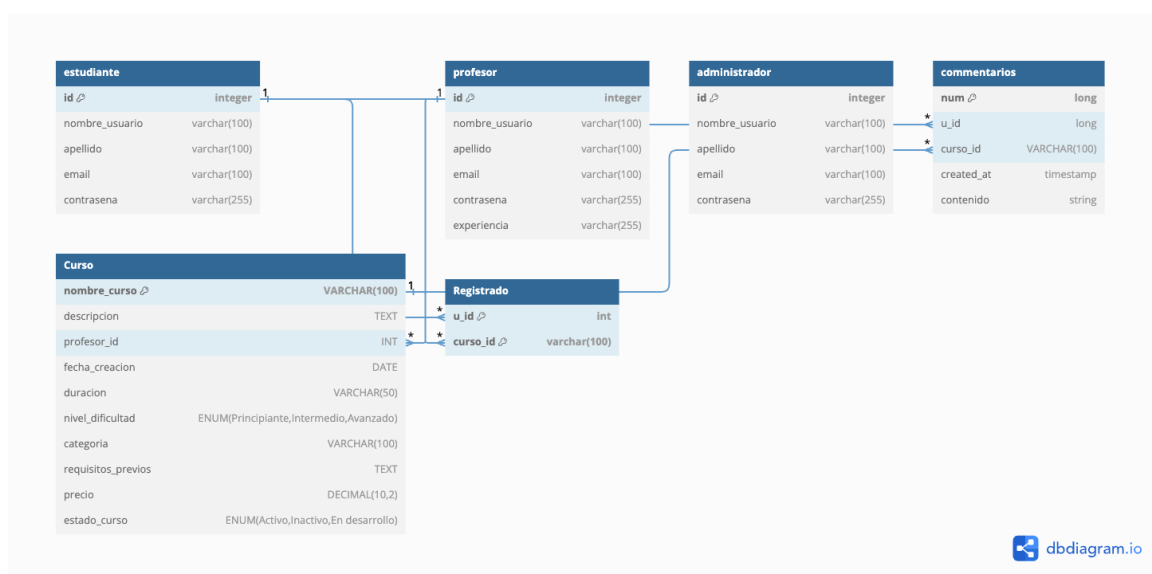 estudiante
id integer
nombre_usuario varchar(100)
apellido varchar(100)
email varchar(100)
contrasena varchar(255)
profesor
id integer
nombre_usuario varchar(100)
apellido varchar(100)
email varchar(100)
contrasena varchar(255)
experiencia varchar(255)
administrador
id integer
nombre_usuario varchar(100)
apellido varchar(100)
email varchar(100)
contrasena varchar(255)
commentarios
num long
u_id long
curso_id VARCHAR(100)
created_at timestamp
contenido string
1
1
*
*
Curso
nombre_curso VARCHAR(100)
descripcion TEXT
profesor_id INT
fecha_creacion DATE
duracion VARCHAR(50)
nivel_dificultad ENUM(Principiante,Intermedio,Avanzado)
categoria VARCHAR(100)
requisitos_previos TEXT
precio DECIMAL(10,2)
estado_curso ENUM(Activo,Inactivo,En desarrollo)
1
*
*
*
Registrado
u_id int
curso_id varchar(100)
dbdiagram.io